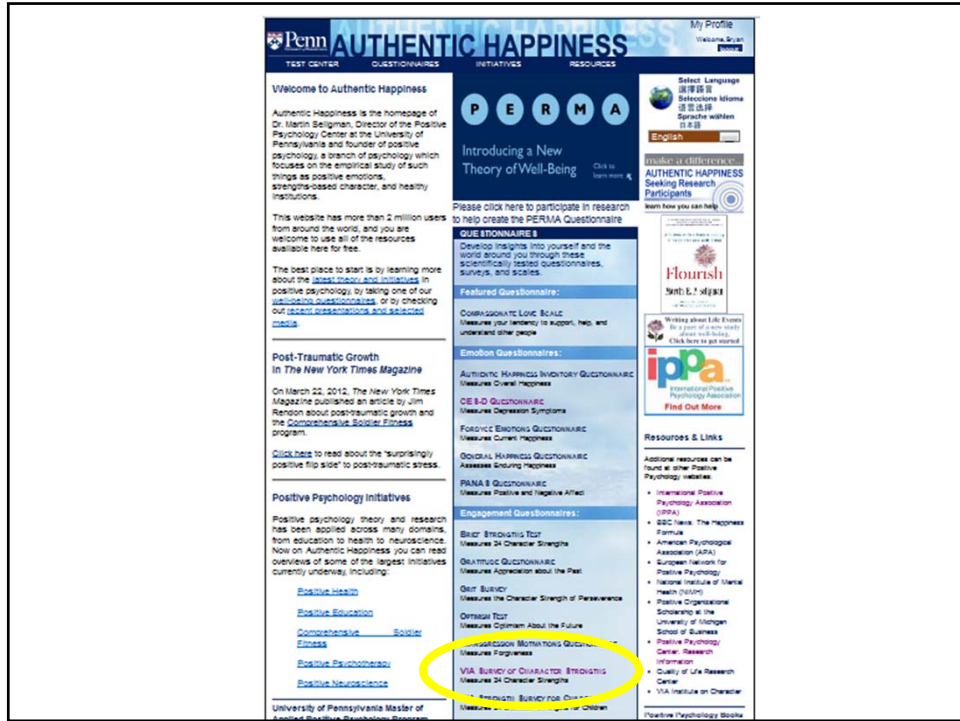 Penn
AUTHENTIC HAPPINESS
My Profile
Welcome, Bryan
TEST CENTER QUESTIONNAIRES INITIATIVES RESOURCES
Welcome to Authentic Happiness
Authentic Happiness is the homepage of
Dr. Martin Seligman, Director of the Positive
Psychology Center at the University of
Pennsylvania and founder of positive
psychology, a branch of psychology which
focuses on the empirical study of such
things as positive emotions,
strengths-based character, and healthy
institutions.
This website has more than 2 million users
from around the world, and you are
welcome to use all of the resources
available here for free.
The best place to start is by learning more
about the latest theory and initiatives in
positive psychology, by taking one of our
well-being questionnaires, or by checking
out recent presentations and selected
media.
Post-Traumatic Growth
in The New York Times Magazine
On March 22, 2012, The New York Times
Magazine published an article by Jim
Rendon about post-traumatic growth and
the Comprehensive Soldier Fitness
program.
Click here to read about the "surprisingly
positive flip side" to post-traumatic stress.
Positive Psychology Initiatives
Positive psychology theory and research
has been applied across many domains,
from education to health to neuroscience.
Now on Authentic Happiness you can read
overviews of some of the largest initiatives
currently underway, including:
Positive Health
Positive Education
Comprehensive Soldier
Fitness
Positive Psychotherapy
Positive Neuroscience
University of Pennsylvania Master of
Applied Positive Psychology Program
P E R M A
Introducing a New
Theory of Well-Being
Click to
learn more
Please click here to participate in research
to help create the PERMA Questionnaire
QUESTIONNAIRES
Develop insights into yourself and the
world around you through these
scientifically tested questionnaires,
surveys, and scales.
Featured Questionnaire:
COMPASSIONATE LOVE SCALE
Measures your tendency to support, help, and
understand other people
Emotion Questionnaires:
AUTHENTIC HAPPINESS INVENTORY QUESTIONNAIRE
Measures Overall Happiness
CES-D QUESTIONNAIRE
Measures Depression Symptoms
FORDYCE EMOTIONS QUESTIONNAIRE
Measures Current Happiness
GENERAL HAPPINESS QUESTIONNAIRE
Assesses Enduring Happiness
PANAS QUESTIONNAIRE
Measures Positive and Negative Affect
Engagement Questionnaires:
BRIEF STRENGTHS TEST
Measures 24 Character Strengths
GRATITUDE QUESTIONNAIRE
Measures Appreciation about the Past
GRIT SURVEY
Measures the Character Strength of Perseverance
OPTIMISM TEST
Measures Optimism About the Future
MOTIVATIONS
Measures Forgiveness
VIA SURVEY OF CHARACTER STRENGTHS
Measures 24 Character Strengths
STRENGTH SURVEY FOR
for Children
Select Language
選擇語言
Seleccione Idioma
语言选择
Sprache wählen
日本語
English
make a difference...
AUTHENTIC HAPPINESS
Seeking Research
Participants
learn how you can help
Flourish
Martin E. P. Seligman
Writing about Life Events
Be a part of a new study
about well-being.
Click here to get started
ippa
International Positive
Psychology Association
Find Out More
Resources & Links
Additional resources can be
found at other Positive
Psychology websites:
International Positive
Psychology Association
(IPPA)
BBC News: The Happiness
Formula
American Psychological
Association (APA)
European Network for
Positive Psychology
National Institute of Mental
Health (NIMH)
Positive Organizational
Scholarship at the
University of Michigan
School of Business
Positive Psychology
Center: Research
Information
Quality of Life Research
Center
VIA Institute on Character
Positive Psychology Books